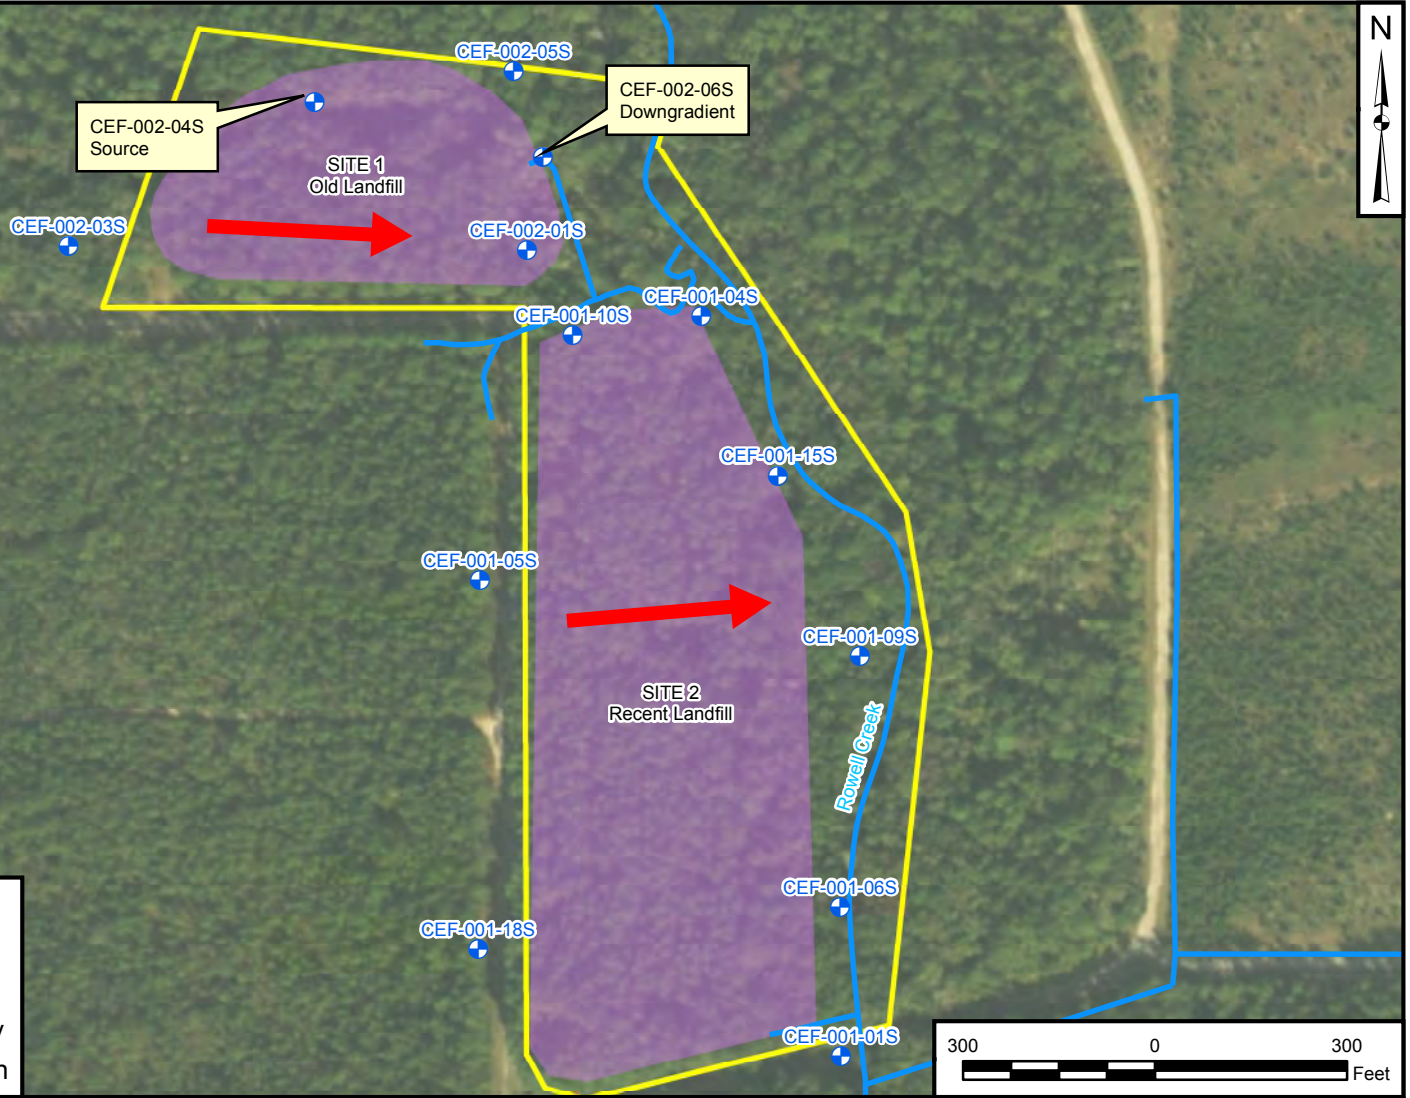 N
CEF-002-05S
CEF-002-06S
Downgradient
CEF-002-04S
Source
SITE 1
Old Landfill
CEF-002-03S
CEF-002-01S
CEF-001-04S
CEF-001-10S
CEF-001-15S
CEF-001-05S
CEF-001-09S
SITE 2
Recent Landfill
Rowell Creek
CEF-001-06S
CEF-001-18S
CEF-001-01S
300 0 300
Feet